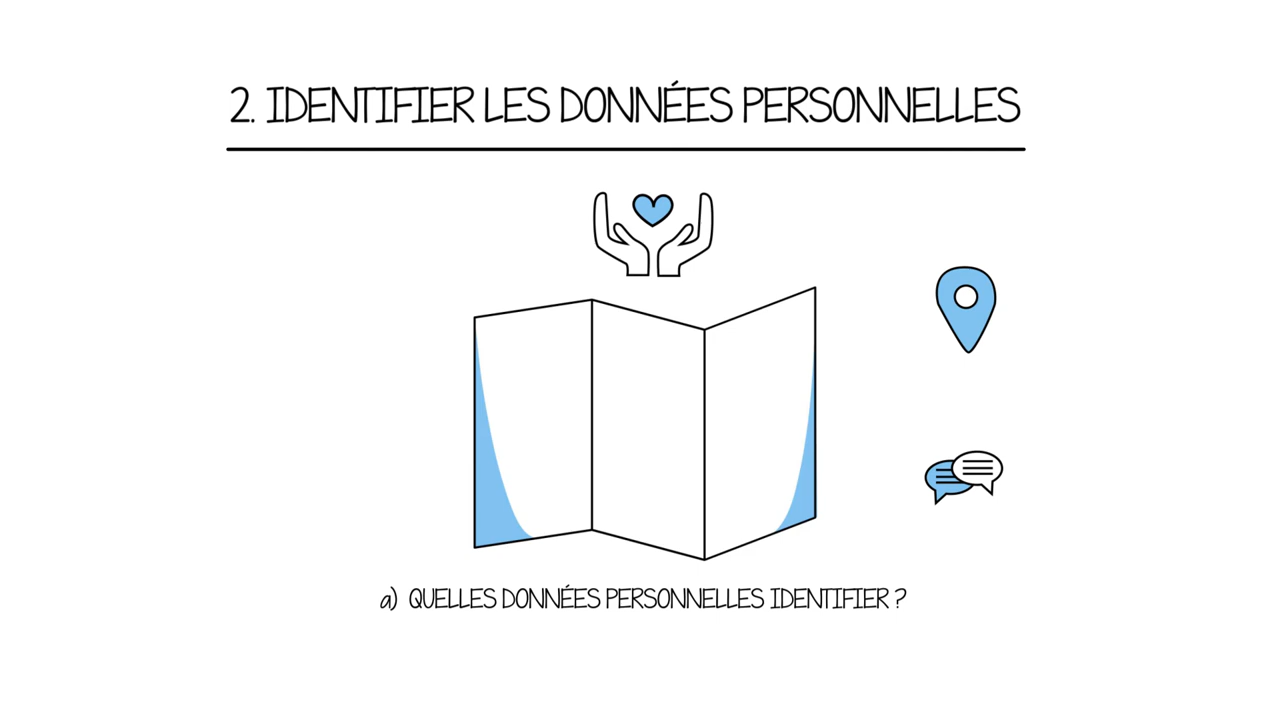 2. IDENTIFIER LES DONNÉES PERSONNELLES
a) QUELLES DONNÉES PERSONNELLES IDENTIFIER ?